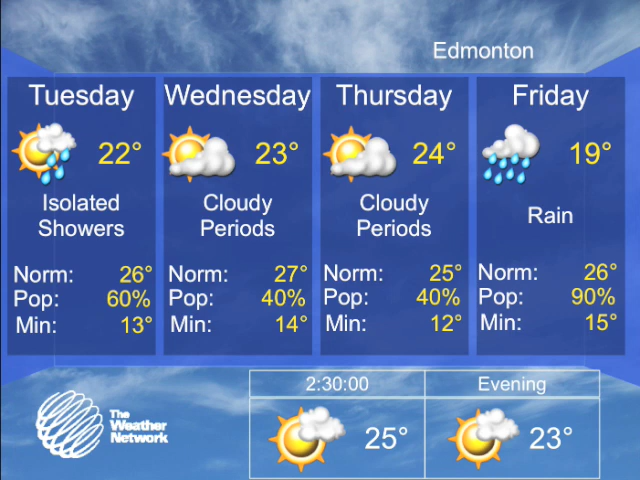 Edmonton
Tuesday
22°
Isolated
Showers
Norm: 26°
Pop: 60%
Min: 13°
Wednesday
23°
Cloudy
Periods
Norm: 27°
Pop: 40%
Min: 14°
Thursday
24°
Cloudy
Periods
Norm: 25°
Pop: 40%
Min: 12°
Friday
19°
Rain
Norm: 26°
Pop: 90%
Min: 15°
The
Weather
Network
2:30:00
25°
Evening
23°